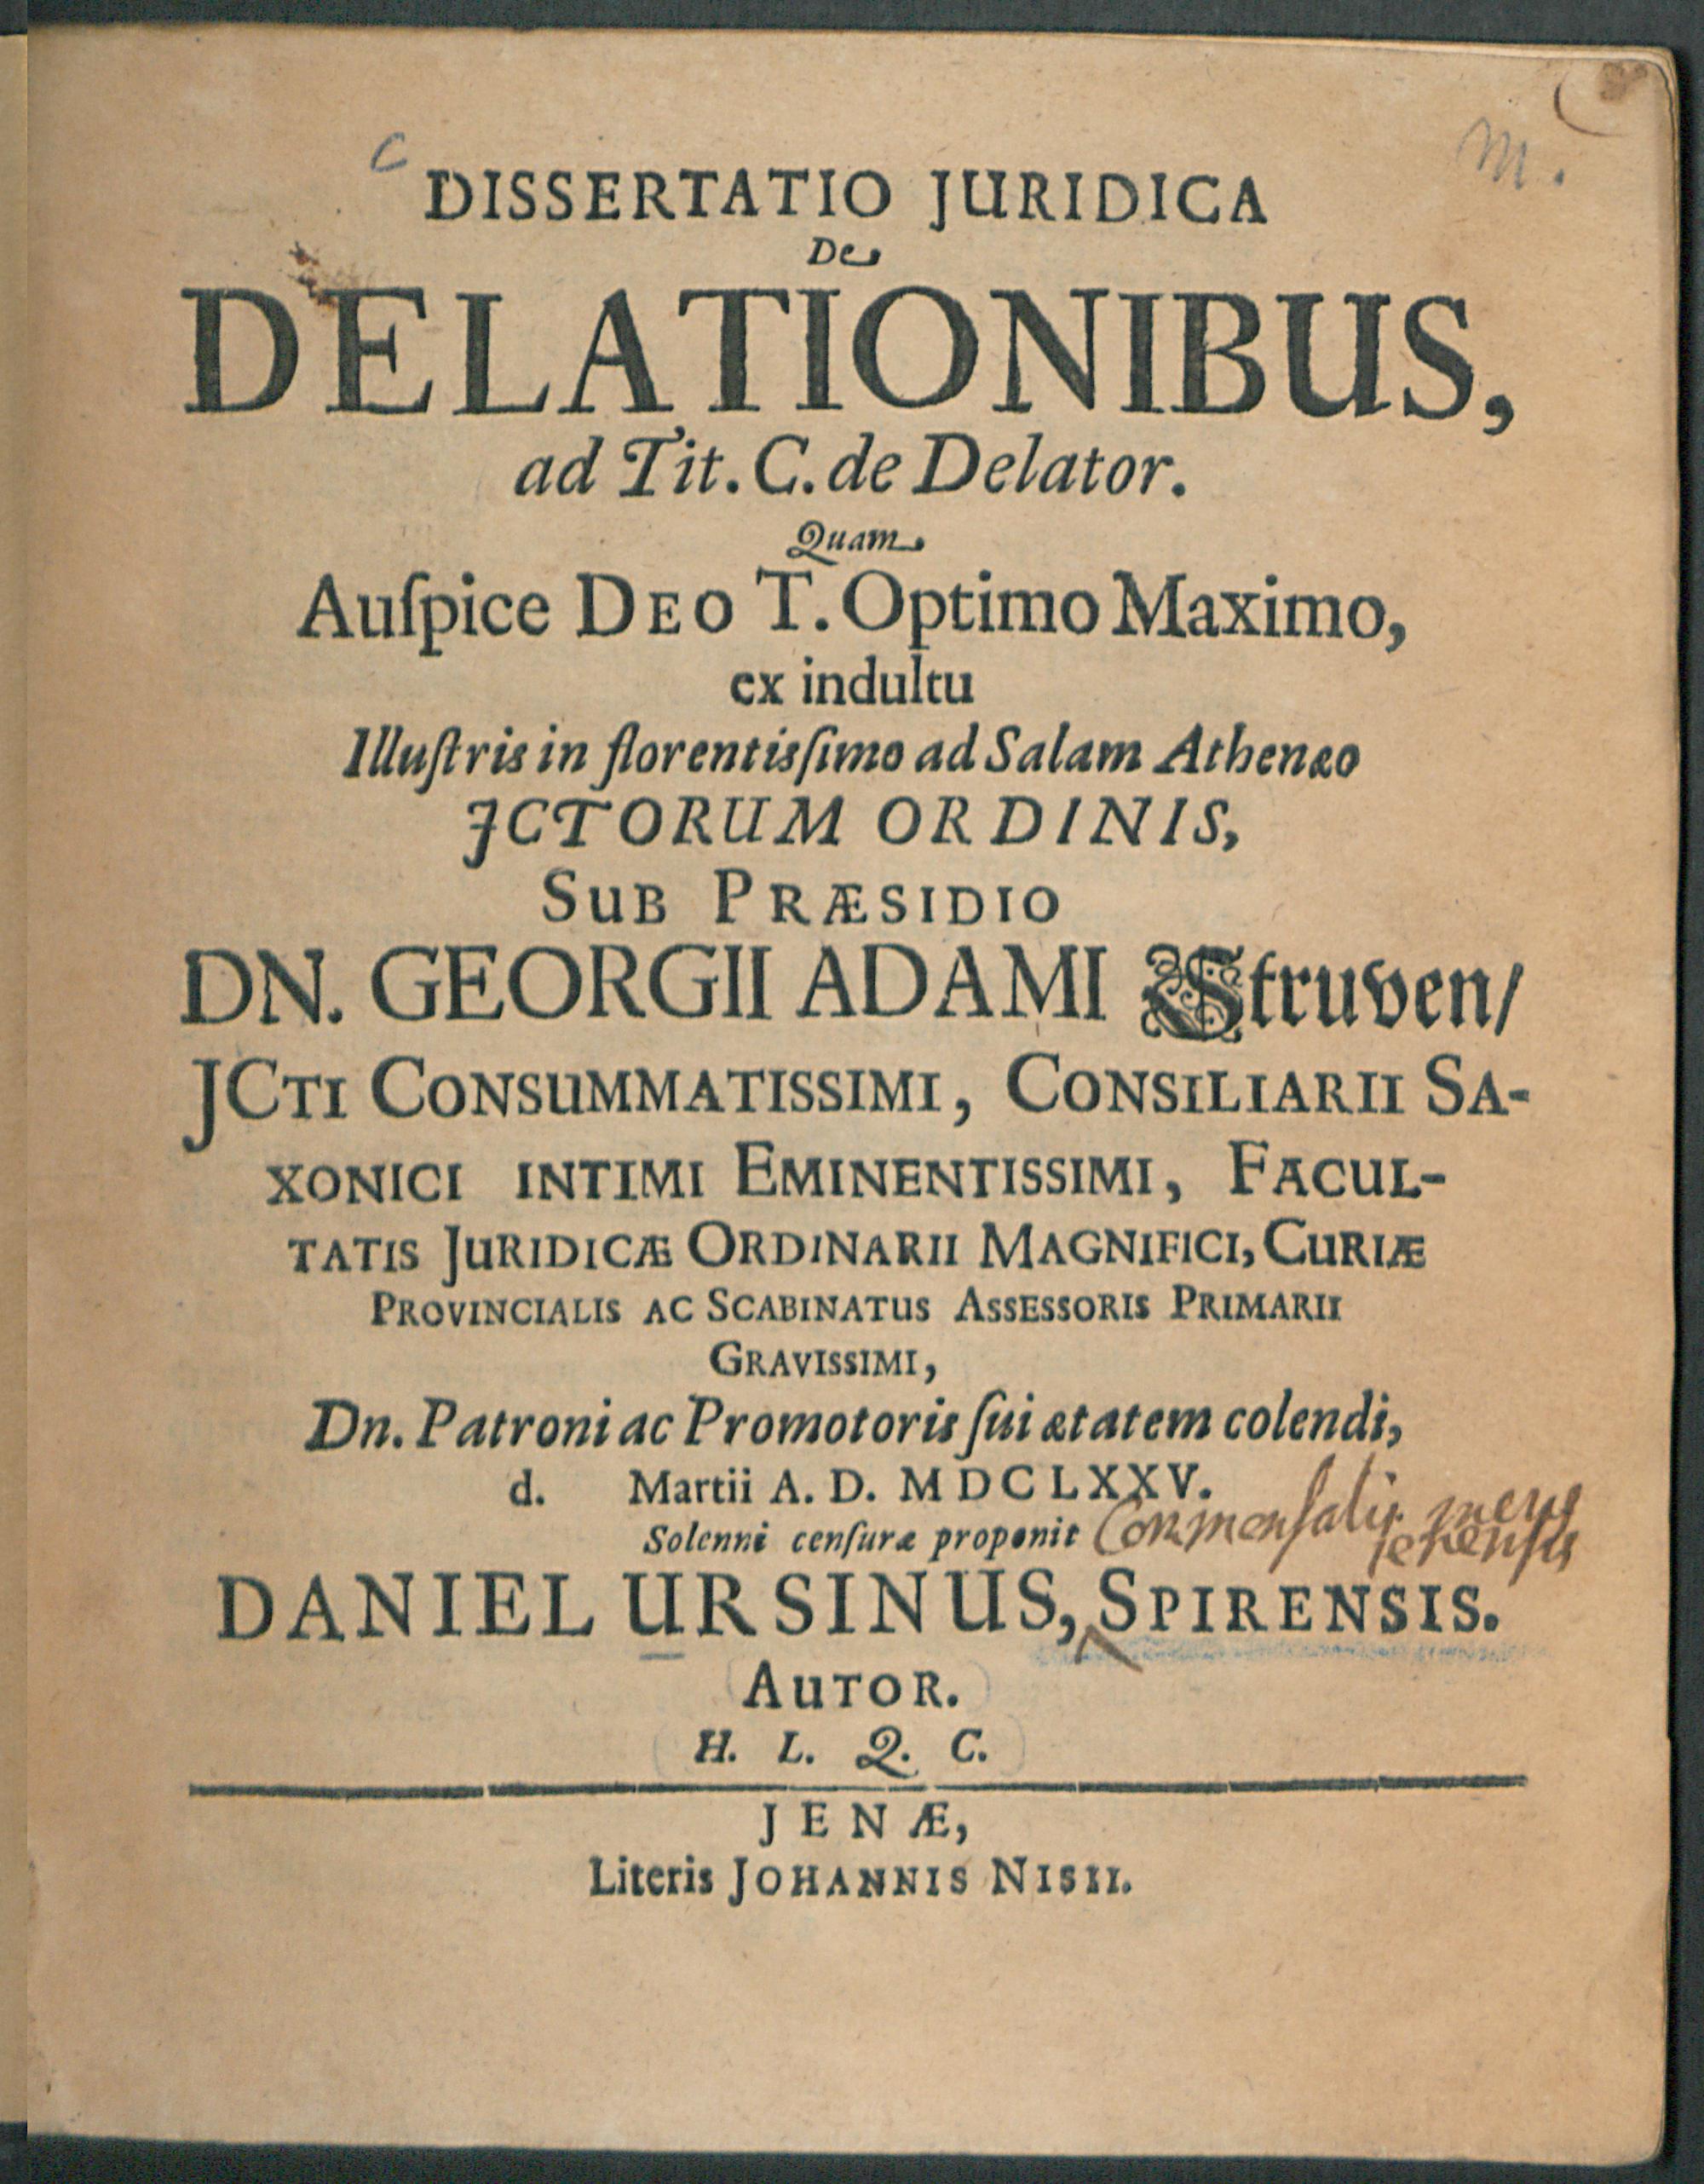 C
M.
DISSERTATIO JURIDICA
De
DELATIONIBUS,
ad Tit. C. de Delator.
Quam
Auſpice DEO T. Optimo Maximo,
ex indultu
Illuſtris in florentisſimo ad Salam Athenæo
JCTORUM ORDINIS,
SUB PRÆSIDIO
DN. GEORGII ADAMI Struven/
JCTI CONSUMMATISSIMI, CONSILIARII SA-
XONICI INTIMI EMINENTISSIMI, FACUL-
TATIS JURIDICÆ ORDINARII MAGNIFICI, CURIÆ
PROVINCIALIS AC SCABINATUS ASSESSORIS PRIMARII
GRAVISSIMI,
Dn. Patroni ac Promotoris ſui ætatem colendi,
d. Martii A. D. MDCLXXV.
Solenni cenſuræ proponit Commenſalis meus
DANIEL URSINUS, SPIRENSIS.
AUTOR.
H. L. Q. C.
JENÆ,
Literis JOHANNIS NISII.